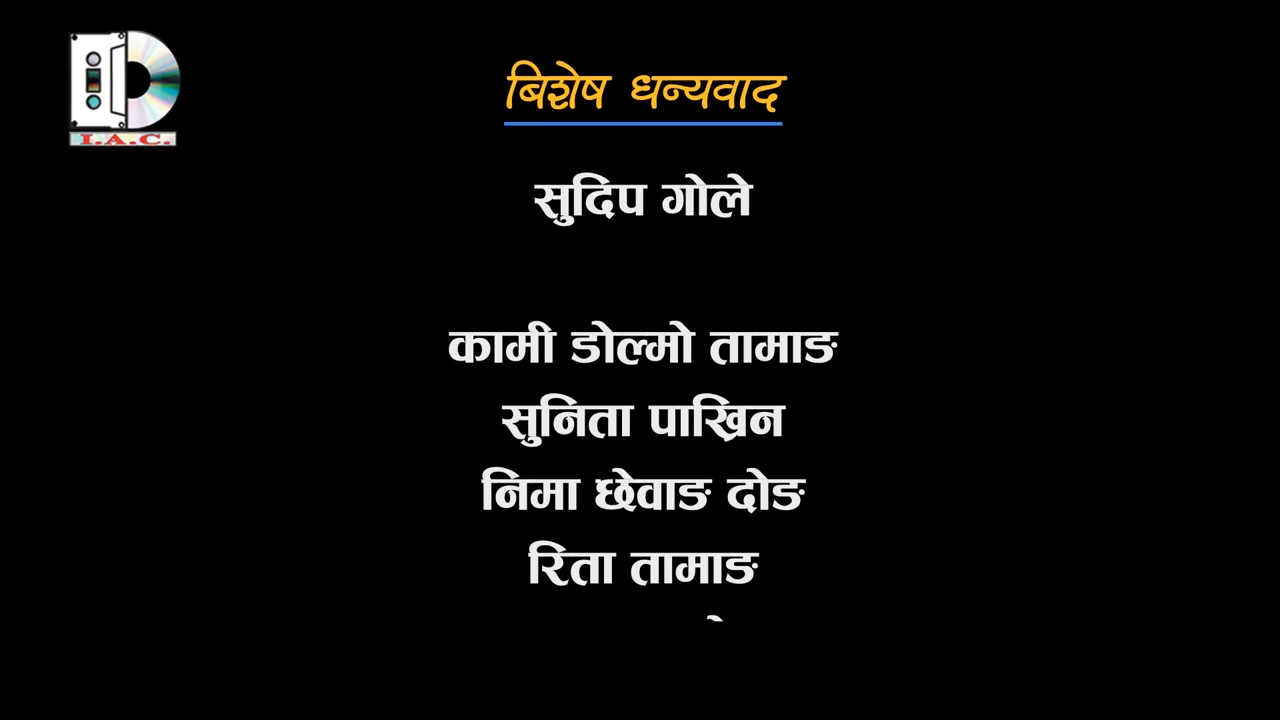 I.A.C.
बिशेष धन्यवाद
सुदिप गोले
कामी डोल्मो तामाङ
सुनिता पाख्रिन
निमा छेवाङ दोङ
रिता तामाङ